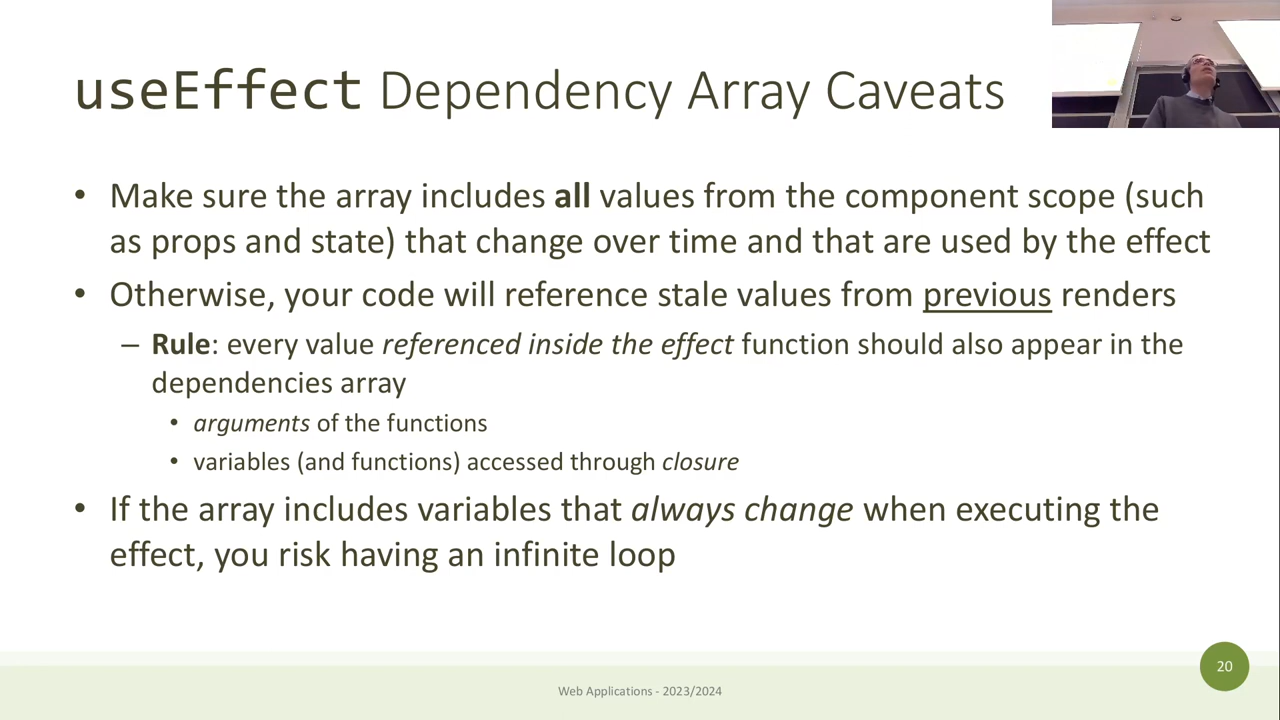 useEffect Dependency Array Caveats
• Make sure the array includes all values from the component scope (such
as props and state) that change over time and that are used by the effect
• Otherwise, your code will reference stale values from previous renders
– Rule: every value referenced inside the effect function should also appear in the
dependencies array
• arguments of the functions
• variables (and functions) accessed through closure
• If the array includes variables that always change when executing the
effect, you risk having an infinite loop
20
Web Applications - 2023/2024